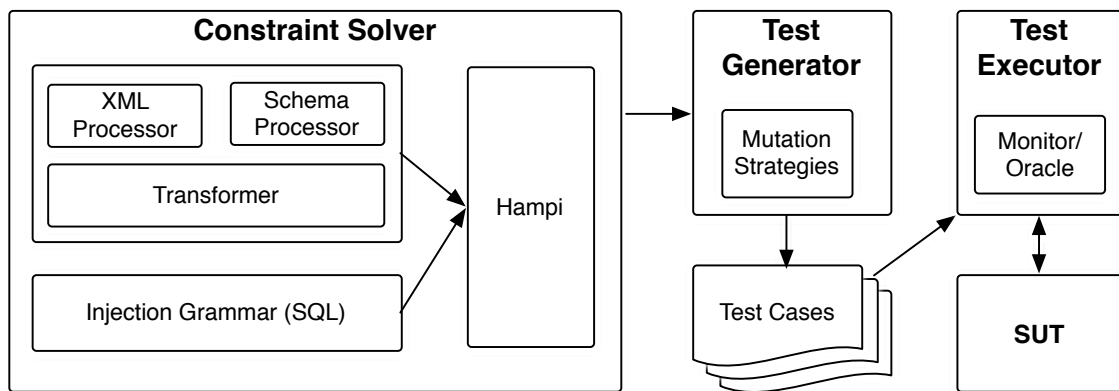 Constraint Solver
XML
Processor
Schema
Processor
Transformer
Injection Grammar (SQL)
Hampi
Test
Generator
Mutation
Strategies
Test Cases
Test
Executor
Monitor/
Oracle
SUT